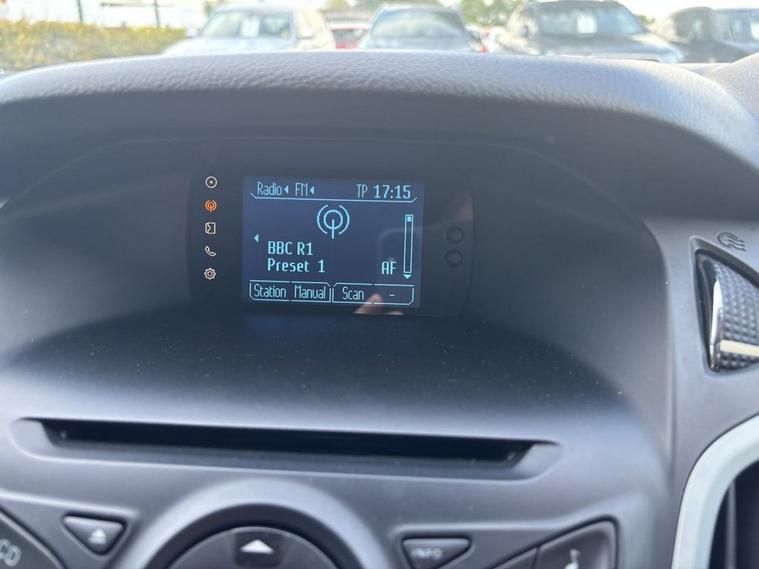 Radio FM TP 17:15
BBC R1
Preset 1 AF
Station Manual Scan -
INFO
CD